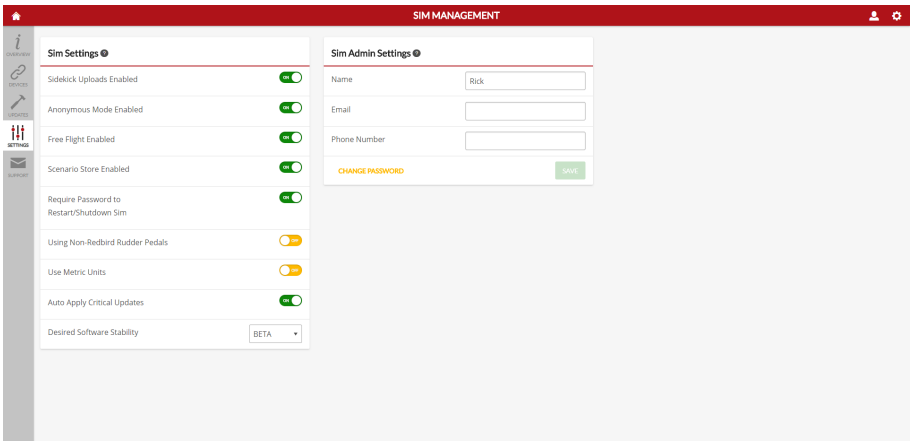 SIM MANAGEMENT
OVERVIEW
DEVICES
UPDATES
SETTINGS
SUPPORT
Sim Settings
Sidekick Uploads Enabled ON
Anonymous Mode Enabled ON
Free Flight Enabled ON
Scenario Store Enabled ON
Require Password to
Restart/Shutdown Sim ON
Using Non-Redbird Rudder Pedals OFF
Use Metric Units OFF
Auto Apply Critical Updates ON
Desired Software Stability BETA
Sim Admin Settings
Name Rick
Email
Phone Number
CHANGE PASSWORD SAVE